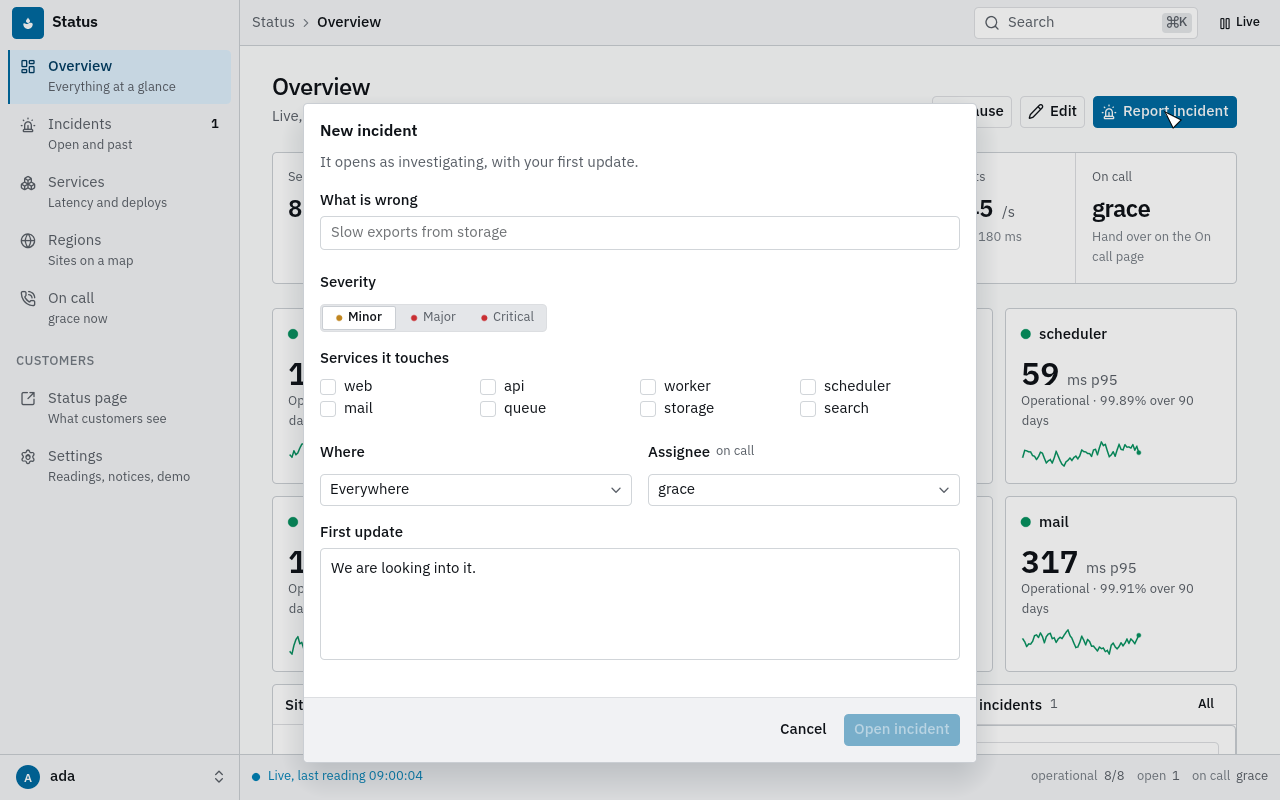 Status
Status > Overview
Search
⌘K
Live
Overview
Everything at a glance
Incidents
1
Open and past
Services
Latency and deploys
Regions
Sites on a map
On call
grace now
CUSTOMERS
Status page
What customers see
Settings
Readings, notices, demo
A
ada
Overview
Live,
Edit
Report incident
8
/s
180 ms
On call
grace
Hand over on the On
call page
New incident
It opens as investigating, with your first update.
What is wrong
Slow exports from storage
Severity
Minor
Major
Critical
Services it touches
web
api
worker
scheduler
mail
queue
storage
search
Where
Assignee on call
Everywhere
grace
First update
We are looking into it.
Cancel
Open incident
scheduler
59 ms p95
Operational · 99.89% over 90
days
mail
317 ms p95
Operational · 99.91% over 90
days
incidents 1
All
Live, last reading 09:00:04
operational 8/8
open 1
on call grace